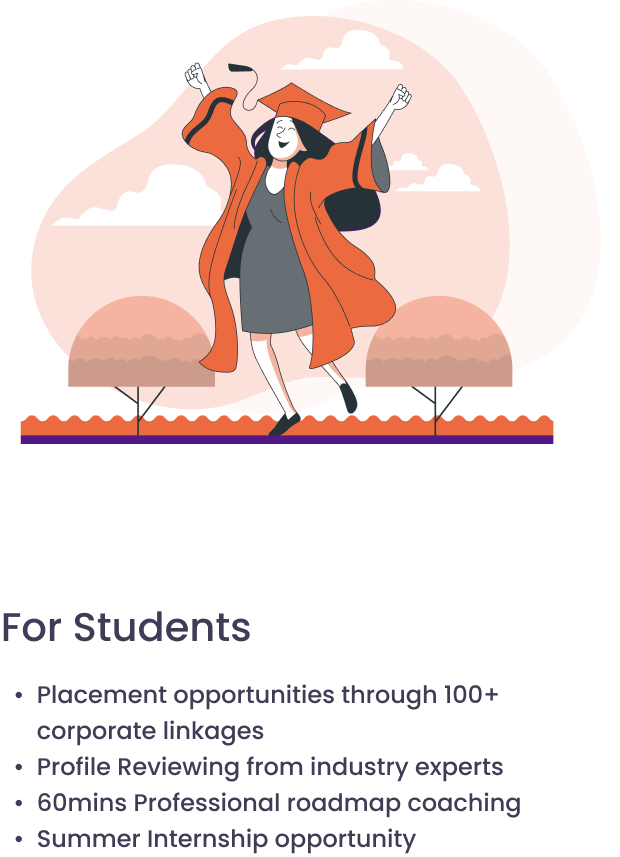 For Students
• Placement opportunities through 100+
corporate linkages
• Profile Reviewing from industry experts
• 60mins Professional roadmap coaching
• Summer Internship opportunity